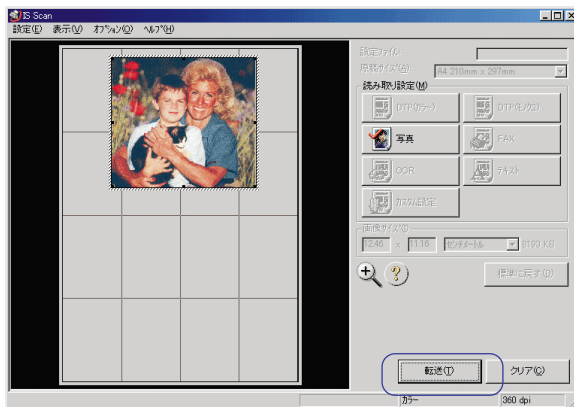 IS Scan
設定(E) 表示(V) ｵﾌﾟｼｮﾝ(O) ﾍﾙﾌﾟ(H)
設定ファイル
原稿サイズ(A) A4 210mm x 297mm
読み取り設定(M)
DTP(カラー) DTP(モノクロ)
写真 FAX
OCR テキスト
カスタム設定
画像サイズ(I)
12.46 x 11.16 センチメートル 8193 KB
標準に戻す(D)
転送(T) クリア(C)
カラー 360 dpi